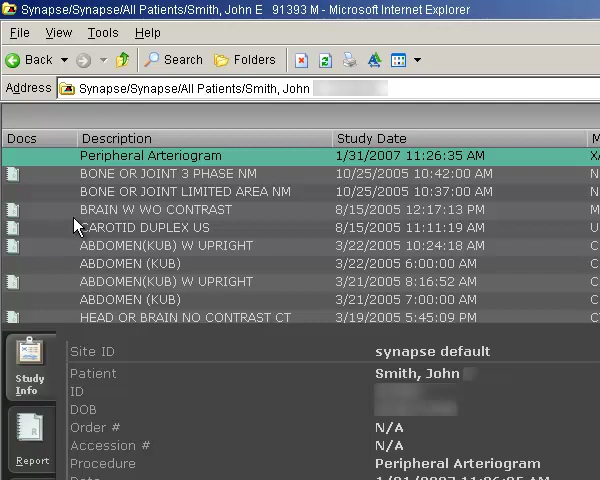 Synapse/Synapse/All Patients/Smith, John E 91393 M - Microsoft Internet Explorer
File View Tools Help
Back Search Folders
Address Synapse/Synapse/All Patients/Smith, John
Docs Description Study Date M
Peripheral Arteriogram 1/31/2007 11:26:35 AM XA
BONE OR JOINT 3 PHASE NM 10/25/2005 10:42:00 AM N
BONE OR JOINT LIMITED AREA NM 10/25/2005 10:37:00 AM N
BRAIN W WO CONTRAST 8/15/2005 12:17:13 PM M
CAROTID DUPLEX US 8/15/2005 11:11:19 AM U
ABDOMEN(KUB) W UPRIGHT 3/22/2005 10:24:18 AM C
ABDOMEN (KUB) 3/22/2005 6:00:00 AM C
ABDOMEN(KUB) W UPRIGHT 3/21/2005 8:16:52 AM C
ABDOMEN (KUB) 3/21/2005 7:00:00 AM C
HEAD OR BRAIN NO CONTRAST CT 3/19/2005 5:45:09 PM
Study Info
Site ID synapse default
Patient Smith, John
ID
DOB
Order # N/A
Accession # N/A
Report
Procedure Peripheral Arteriogram